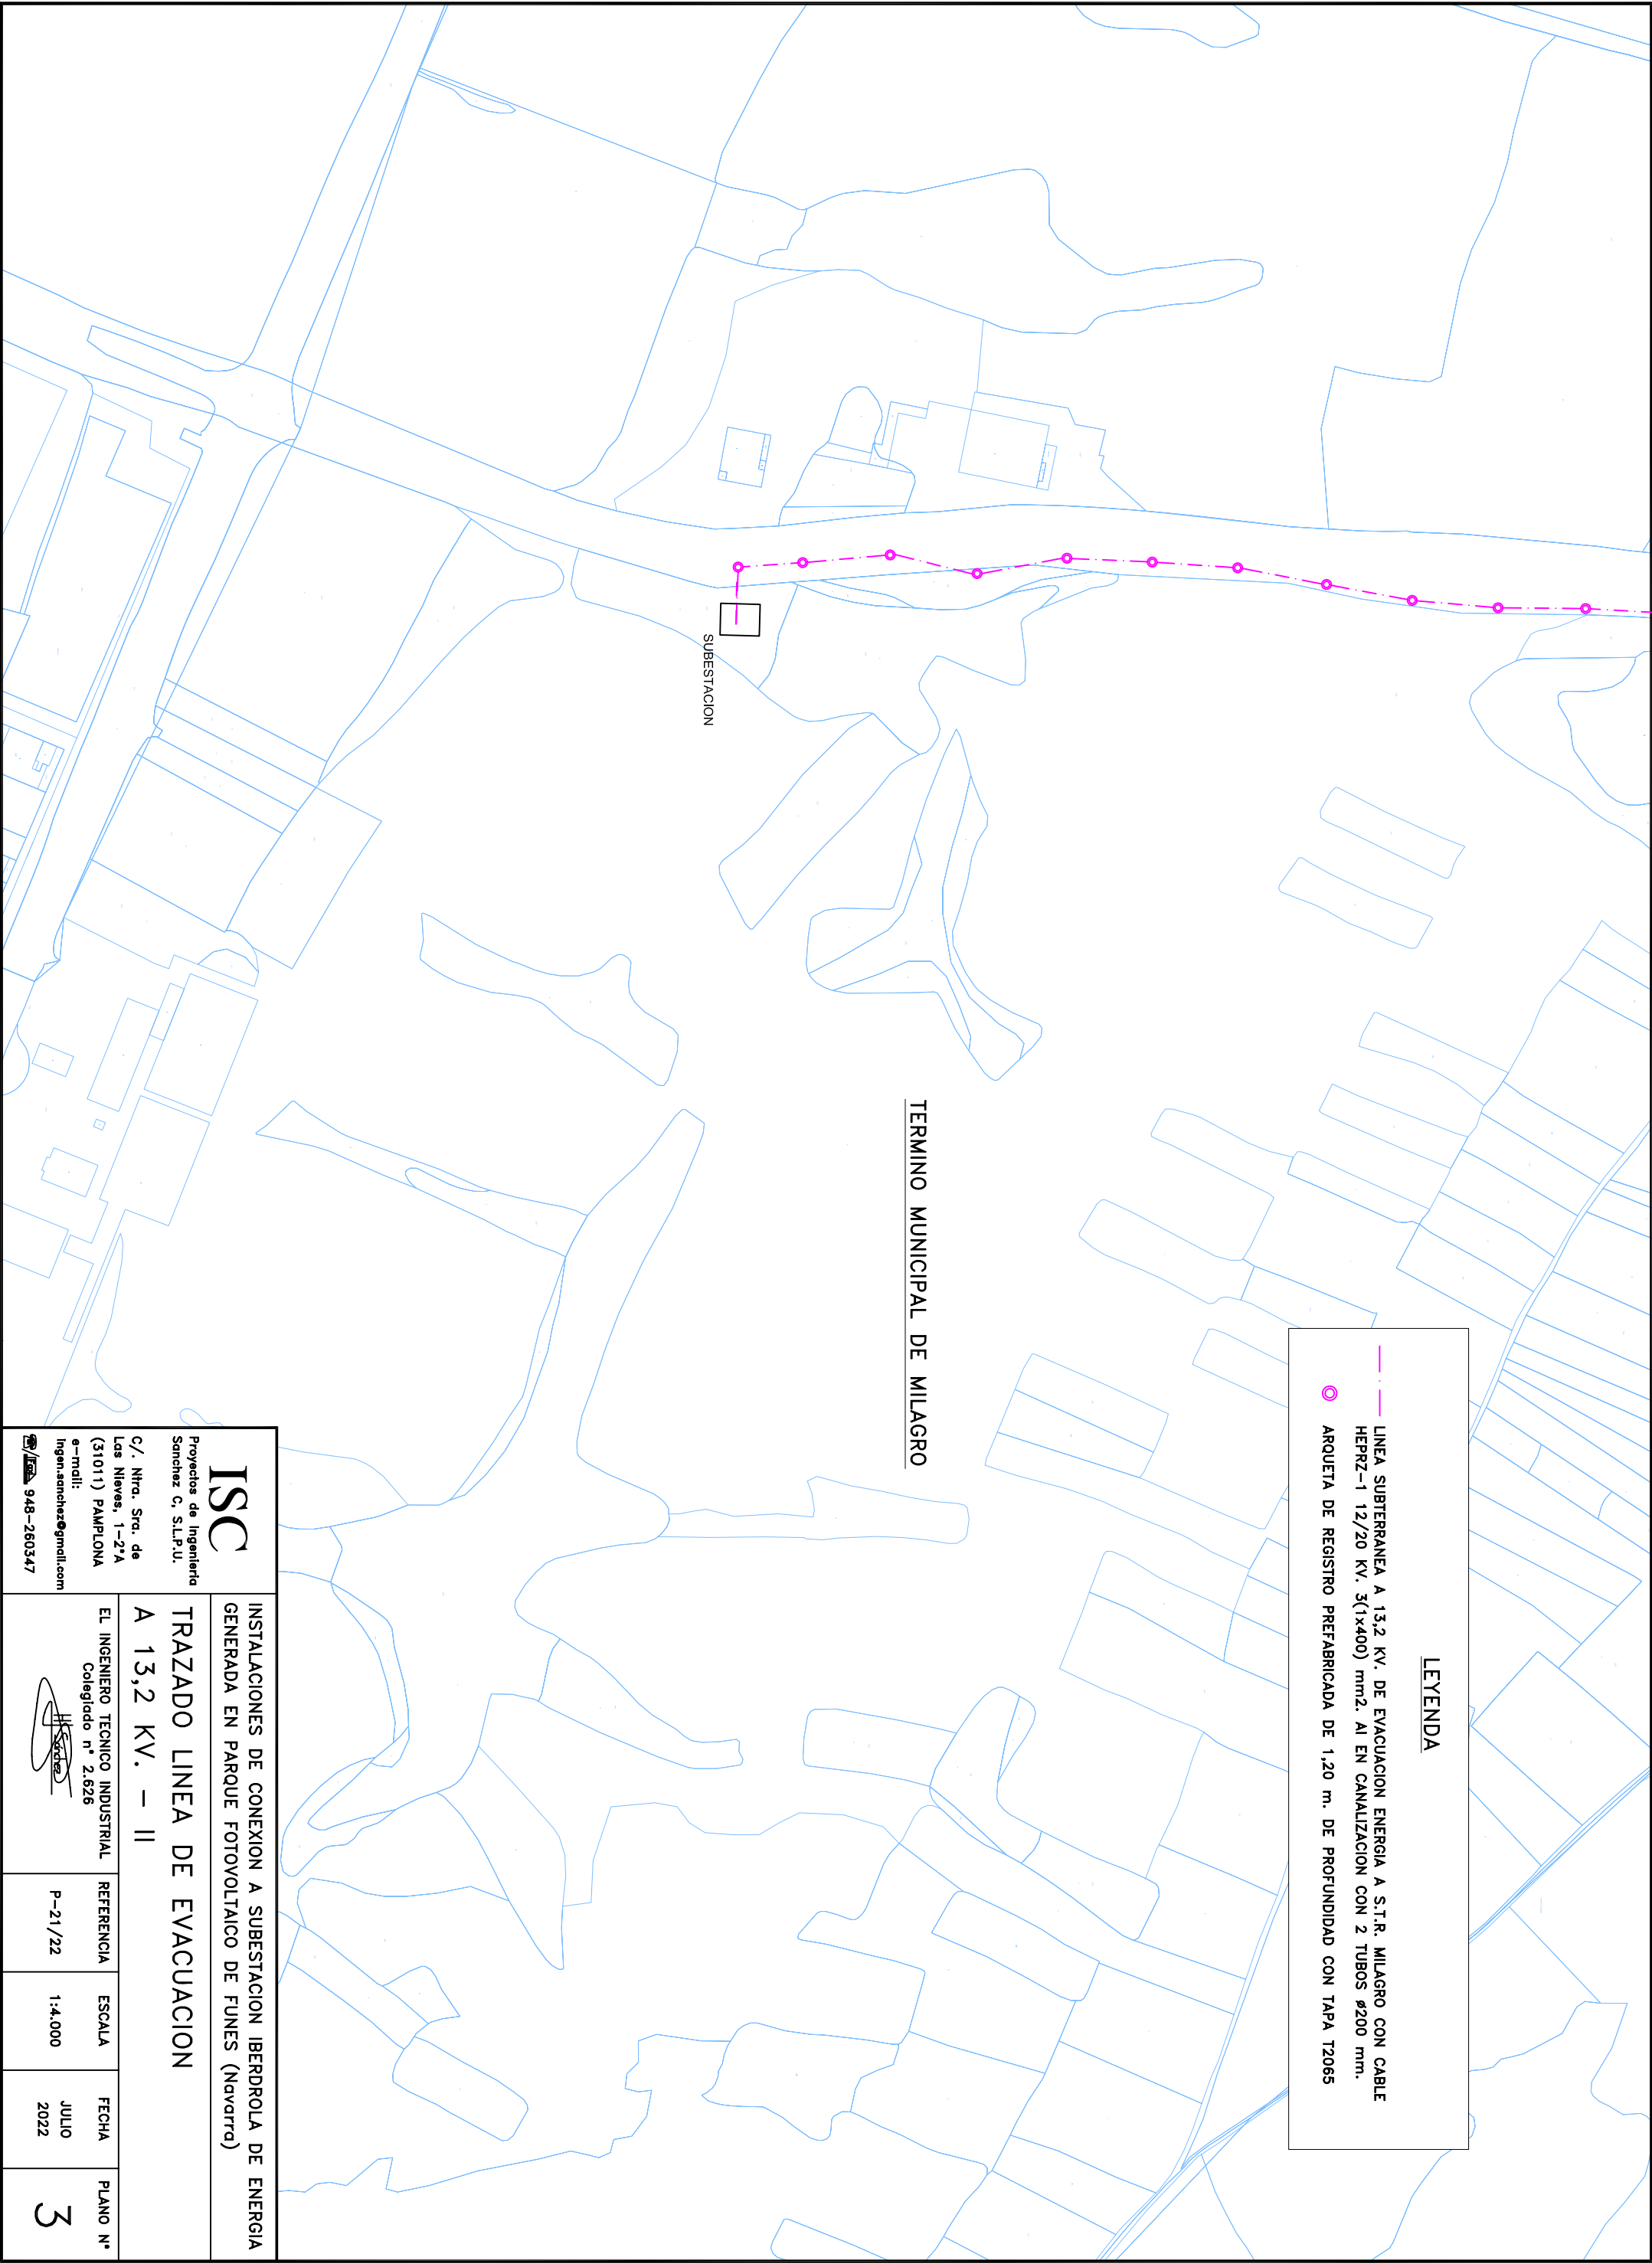 LEYENDA
LINEA SUBTERRANEA A 13,2 KV. DE EVACUACION ENERGIA A S.T.R. MILAGRO CON CABLE
HEPRZ-1 12/20 KV. 3(1x400) mm2. Al EN CANALIZACION CON 2 TUBOS ø200 mm.
ARQUETA DE REGISTRO PREFABRICADA DE 1,20 m. DE PROFUNDIDAD CON TAPA T2065
TERMINO MUNICIPAL DE MILAGRO
SUBESTACION
ISC
Proyectos de Ingenieria
Sanchez C, S.L.P.U.
C/. Ntra. Sra. de
Las Nieves, 1-2ºA
(31011) PAMPLONA
e-mail:
ingen.sanchez@gmail.com
☎/Fax 948-260347
INSTALACIONES DE CONEXION A SUBESTACION IBERDROLA DE ENERGIA
GENERADA EN PARQUE FOTOVOLTAICO DE FUNES (Navarra)
TRAZADO LINEA DE EVACUACION
A 13,2 KV. - II
EL INGENIERO TECNICO INDUSTRIAL
Colegiado nº 2.626
REFERENCIA
P-21/22
ESCALA
1:4.000
FECHA
JULIO
2022
PLANO Nº
3